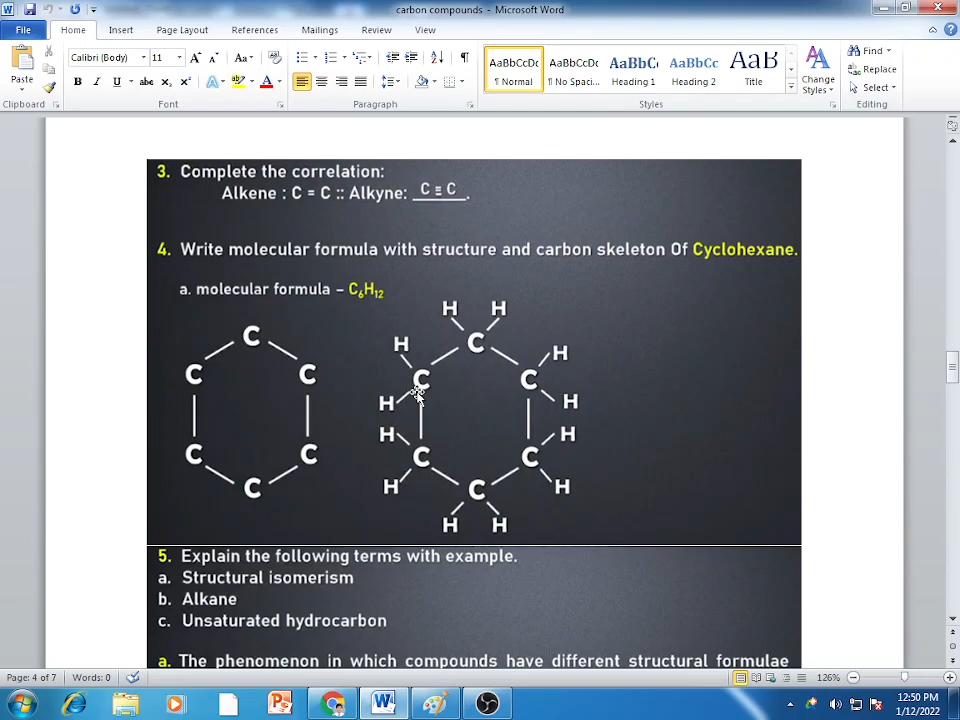 carbon compounds - Microsoft Word
File Home Insert Page Layout References Mailings Review View
Paste
Calibri (Body) 11
AaBbCcDc AaBbCcDc AaBbC AaBbCc AaB
¶ Normal ¶ No Spaci... Heading 1 Heading 2 Title
Change Styles
Find
Replace
Select
Clipboard Font Paragraph Styles Editing
3. Complete the correlation:
Alkene : C = C :: Alkyne: C ≡ C.
4. Write molecular formula with structure and carbon skeleton Of Cyclohexane.
a. molecular formula – C₆H₁₂
H H
C C
H H
C C C C
H H
H H
C C C C
H H
C C
H H
5. Explain the following terms with example.
a. Structural isomerism
b. Alkane
c. Unsaturated hydrocarbon
a. The phenomenon in which compounds have different structural formulae
Page: 4 of 7 Words: 0 126%
12:50 PM
1/12/2022